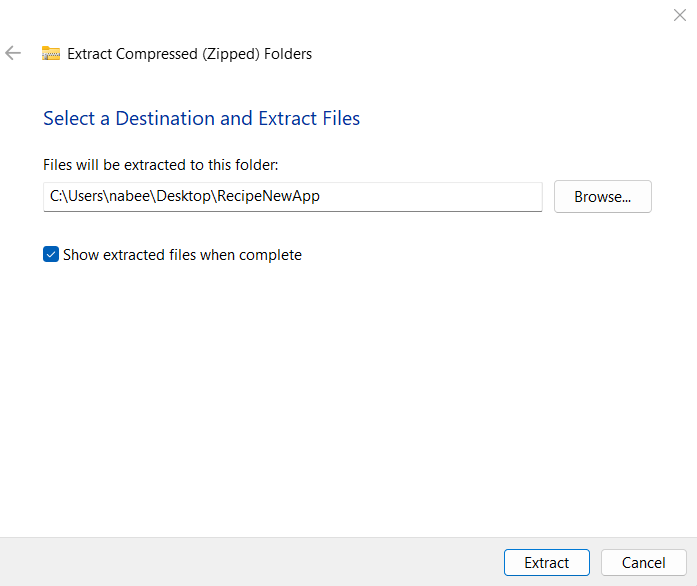 Extract Compressed (Zipped) Folders
Select a Destination and Extract Files
Files will be extracted to this folder:
C:\Users\nabee\Desktop\RecipeNewApp
Browse...
Show extracted files when complete
Extract
Cancel